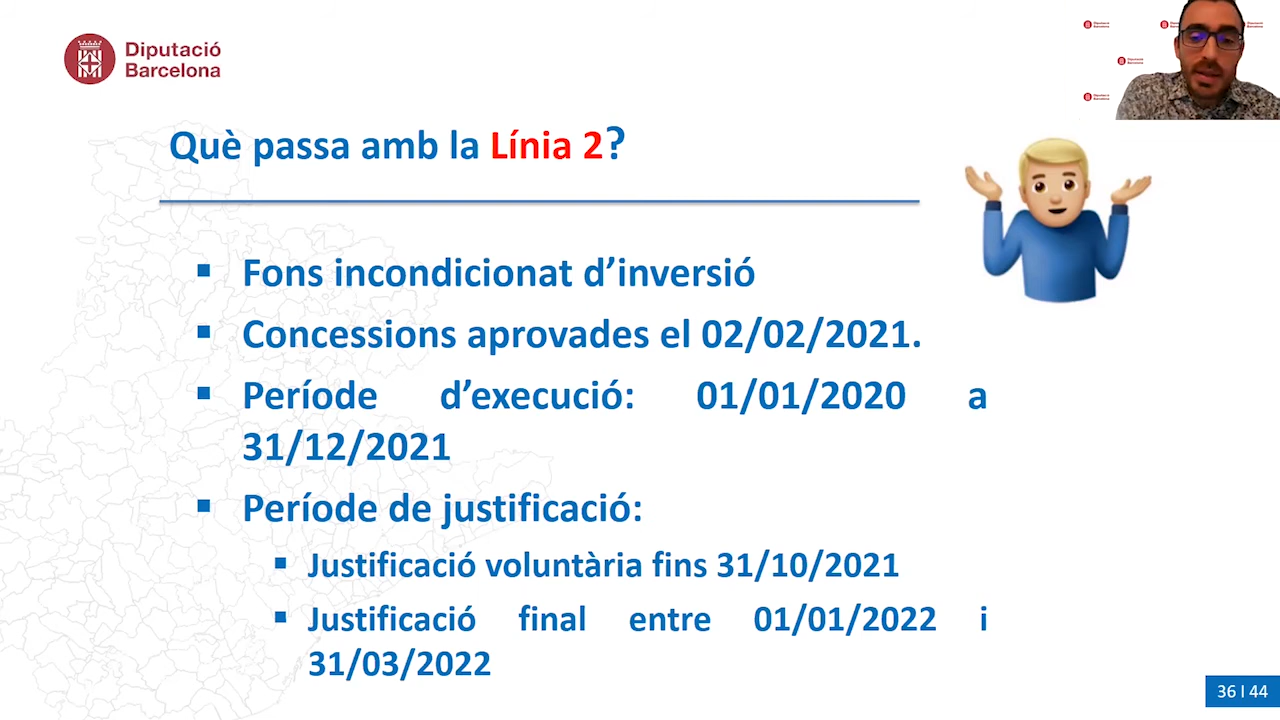 Diputació
Barcelona
Què passa amb la Línia 2?
Fons incondicionat d’inversió
Concessions aprovades el 02/02/2021.
Període d’execució: 01/01/2020 a
31/12/2021
Període de justificació:
Justificació voluntària fins 31/10/2021
Justificació final entre 01/01/2022 i
31/03/2022
36 I 44